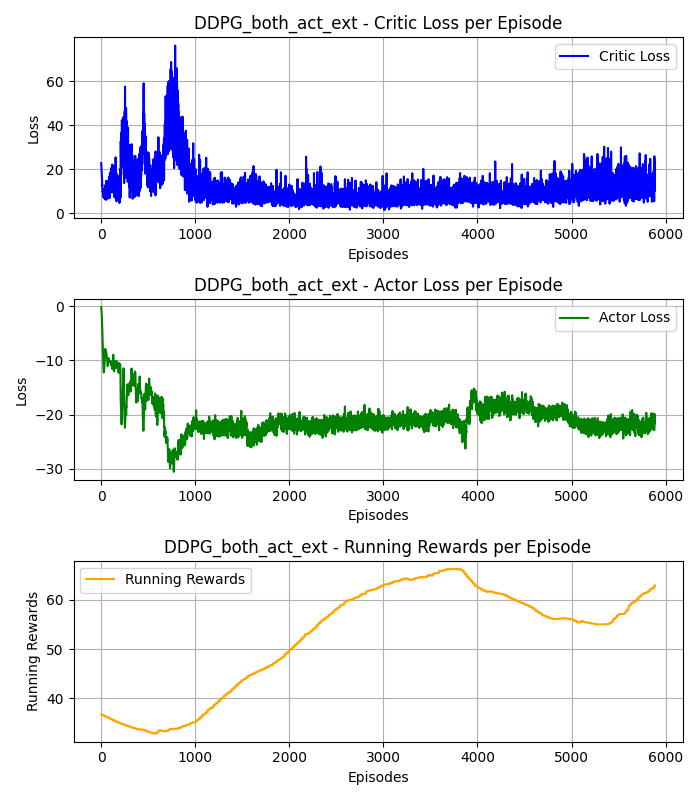 DDPG_both_act_ext - Critic Loss per Episode
Critic Loss
Loss
60
40
20
0
0 1000 2000 3000 4000 5000 6000
Episodes
DDPG_both_act_ext - Actor Loss per Episode
Actor Loss
Loss
0
−10
−20
−30
0 1000 2000 3000 4000 5000 6000
Episodes
DDPG_both_act_ext - Running Rewards per Episode
Running Rewards
Running Rewards
60
50
40
0 1000 2000 3000 4000 5000 6000
Episodes